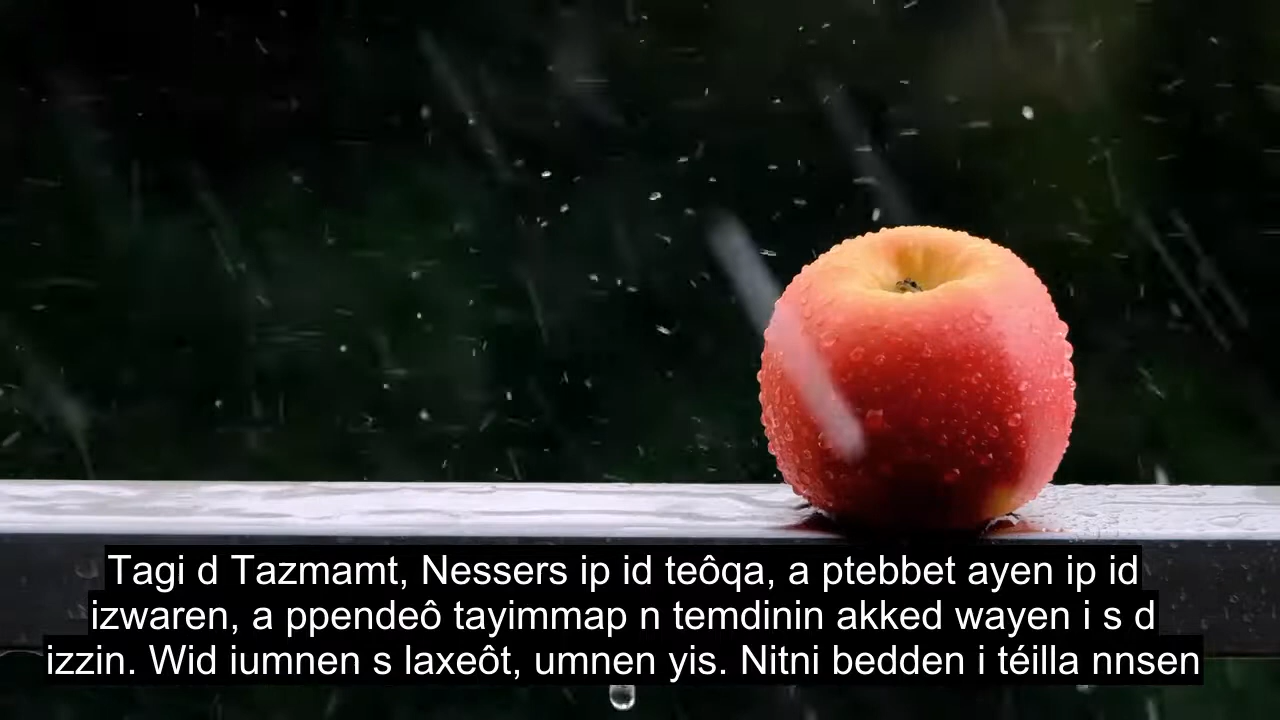 Tagi d Tazmamt, Nessers ip id teôqa, a ptebbet ayen ip id
izwaren, a ppendeô tayimmap n temdinin akked wayen i s d
izzin. Wid iumnen s laxeôt, umnen yis. Nitni bedden i téilla nnsen